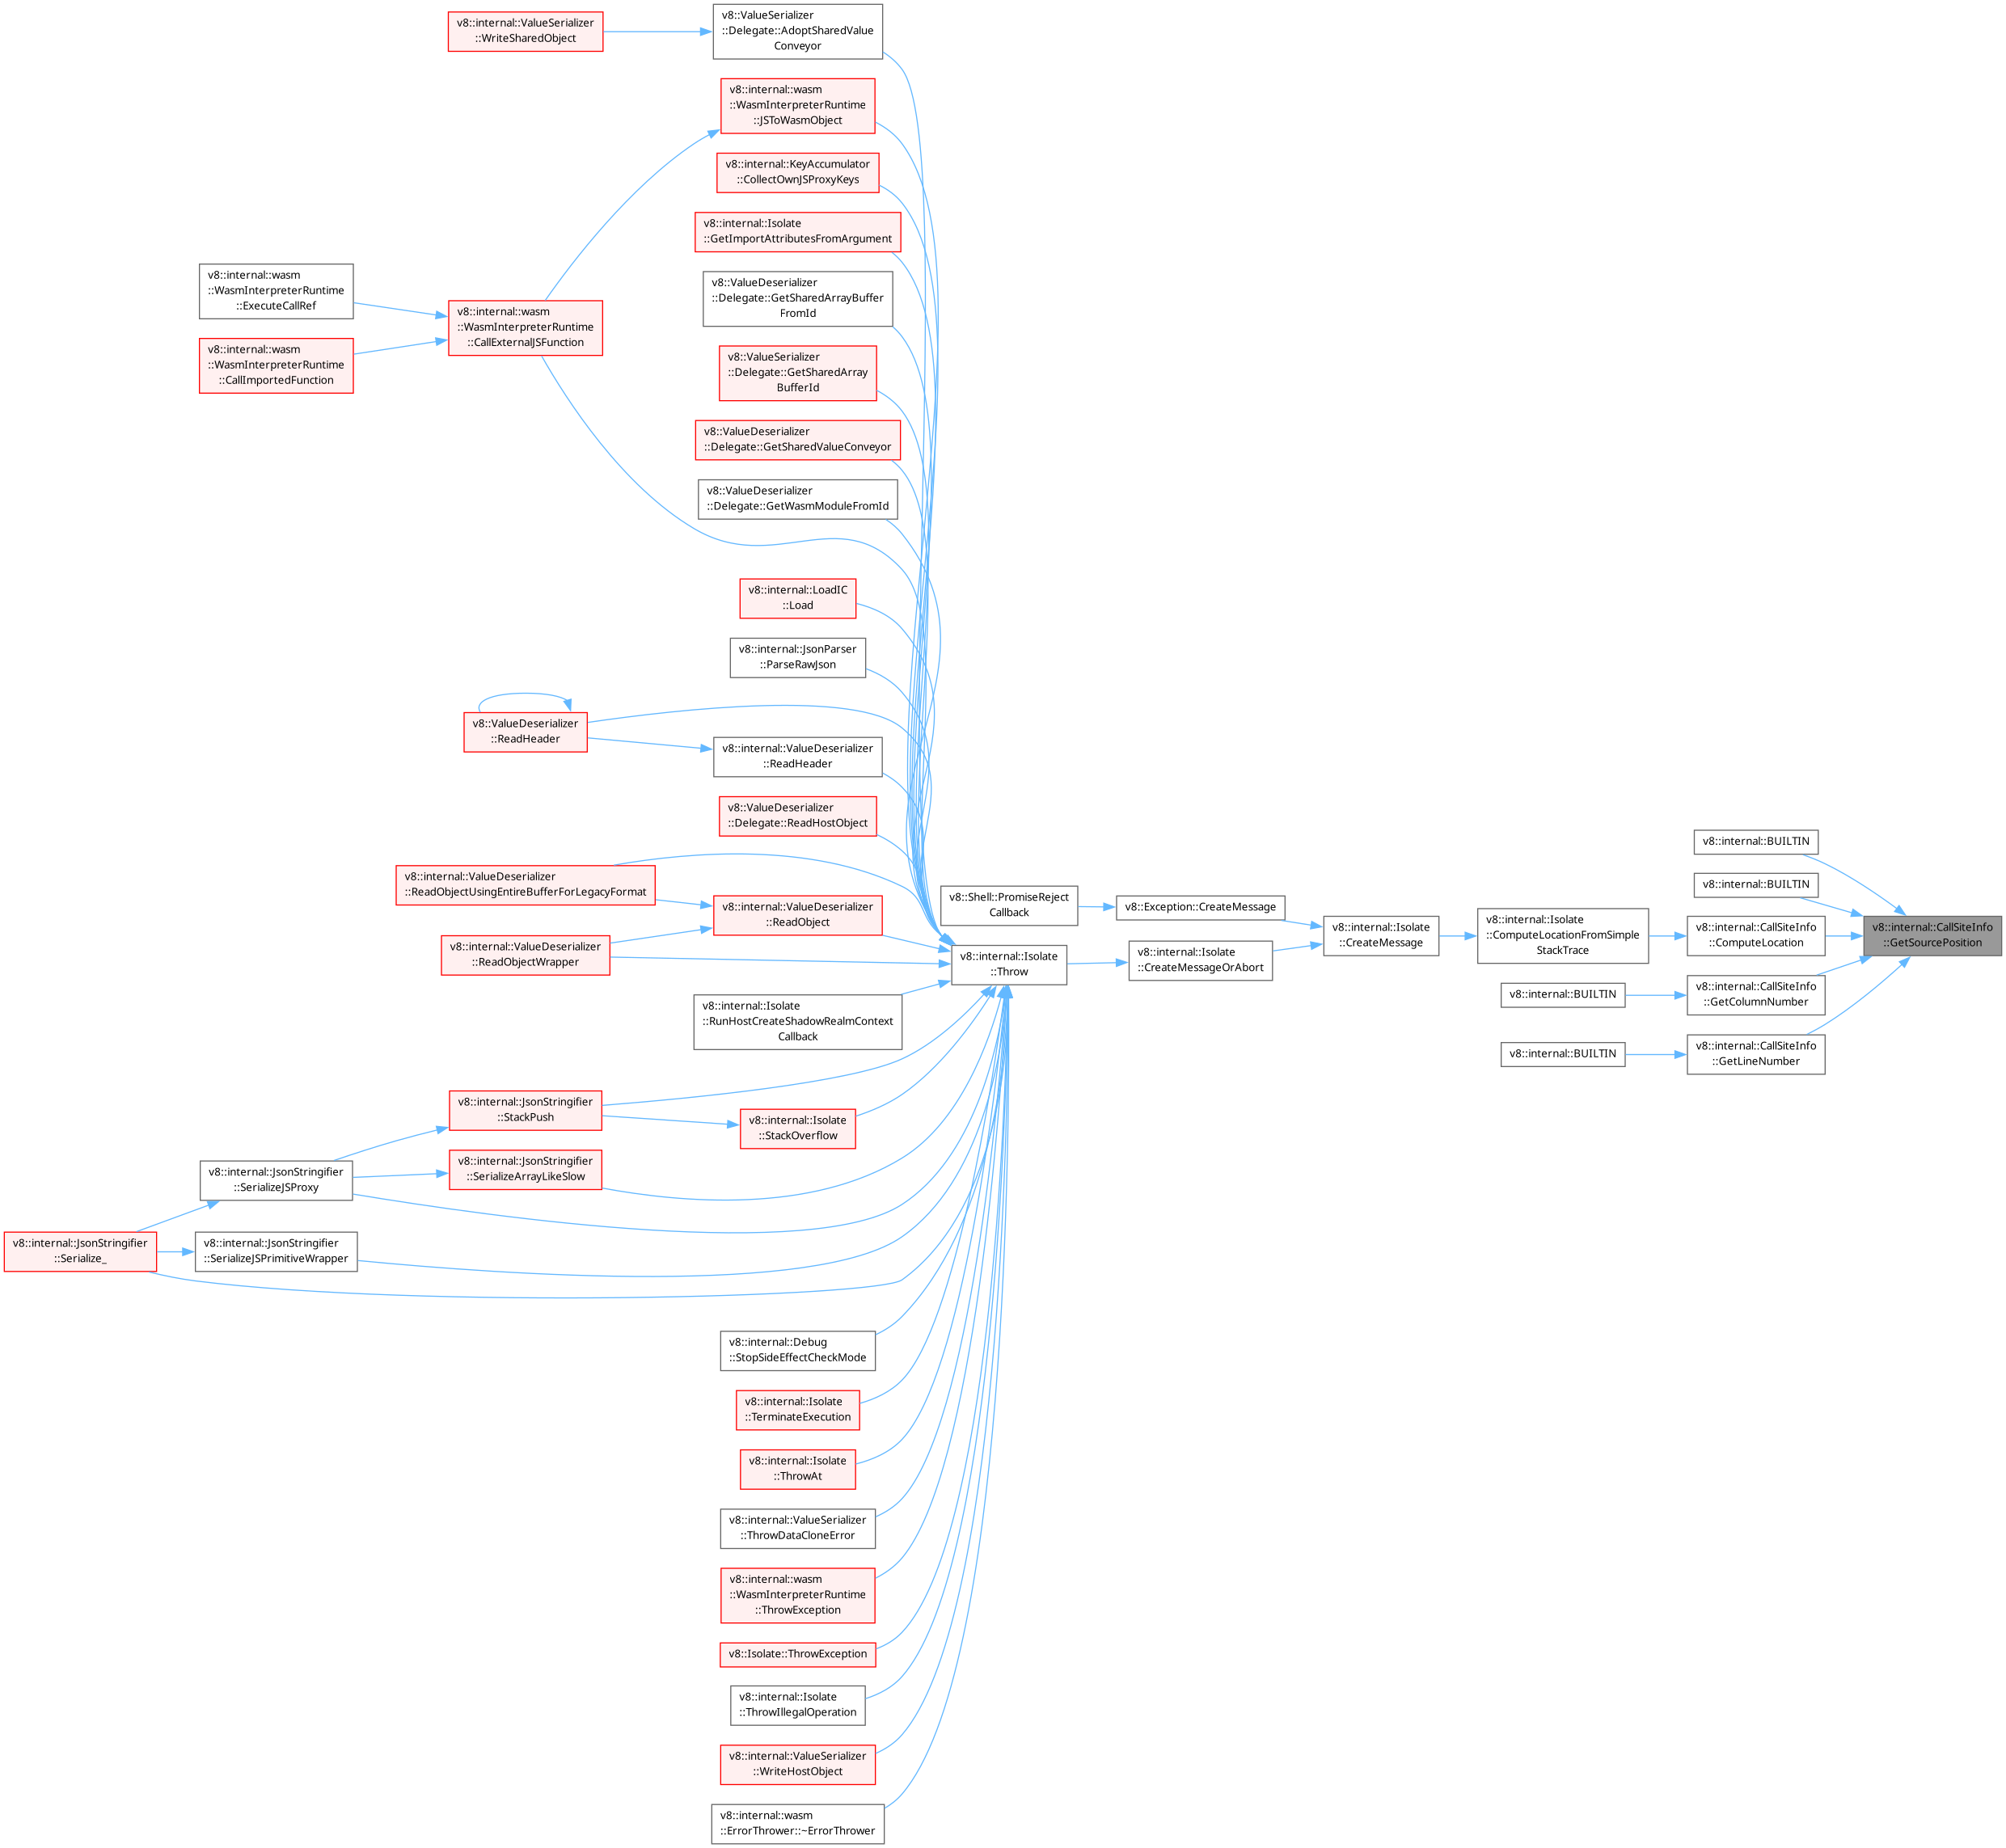 v8::internal::ValueSerializer
::WriteSharedObject
v8::ValueSerializer
::Delegate::AdoptSharedValue
Conveyor
v8::internal::wasm
::WasmInterpreterRuntime
::JSToWasmObject
v8::internal::KeyAccumulator
::CollectOwnJSProxyKeys
v8::internal::Isolate
::GetImportAttributesFromArgument
v8::internal::wasm
::WasmInterpreterRuntime
::ExecuteCallRef
v8::internal::wasm
::WasmInterpreterRuntime
::CallImportedFunction
v8::internal::wasm
::WasmInterpreterRuntime
::CallExternalJSFunction
v8::ValueDeserializer
::Delegate::GetSharedArrayBuffer
FromId
v8::ValueSerializer
::Delegate::GetSharedArray
BufferId
v8::ValueDeserializer
::Delegate::GetSharedValueConveyor
v8::ValueDeserializer
::Delegate::GetWasmModuleFromId
v8::internal::LoadIC
::Load
v8::internal::JsonParser
::ParseRawJson
v8::ValueDeserializer
::ReadHeader
v8::internal::ValueDeserializer
::ReadHeader
v8::ValueDeserializer
::Delegate::ReadHostObject
v8::internal::ValueDeserializer
::ReadObjectUsingEntireBufferForLegacyFormat
v8::internal::ValueDeserializer
::ReadObject
v8::internal::ValueDeserializer
::ReadObjectWrapper
v8::internal::Isolate
::RunHostCreateShadowRealmContext
Callback
v8::Shell::PromiseReject
Callback
v8::Exception::CreateMessage
v8::internal::Isolate
::Throw
v8::internal::Isolate
::CreateMessageOrAbort
v8::internal::Isolate
::CreateMessage
v8::internal::Isolate
::ComputeLocationFromSimple
StackTrace
v8::internal::BUILTIN
v8::internal::BUILTIN
v8::internal::CallSiteInfo
::ComputeLocation
v8::internal::CallSiteInfo
::GetSourcePosition
v8::internal::BUILTIN
v8::internal::CallSiteInfo
::GetColumnNumber
v8::internal::BUILTIN
v8::internal::CallSiteInfo
::GetLineNumber
v8::internal::JsonStringifier
::StackPush
v8::internal::Isolate
::StackOverflow
v8::internal::JsonStringifier
::SerializeJSProxy
v8::internal::JsonStringifier
::SerializeArrayLikeSlow
v8::internal::JsonStringifier
::Serialize_
v8::internal::JsonStringifier
::SerializeJSPrimitiveWrapper
v8::internal::Debug
::StopSideEffectCheckMode
v8::internal::Isolate
::TerminateExecution
v8::internal::Isolate
::ThrowAt
v8::internal::ValueSerializer
::ThrowDataCloneError
v8::internal::wasm
::WasmInterpreterRuntime
::ThrowException
v8::Isolate::ThrowException
v8::internal::Isolate
::ThrowIllegalOperation
v8::internal::ValueSerializer
::WriteHostObject
v8::internal::wasm
::ErrorThrower::~ErrorThrower